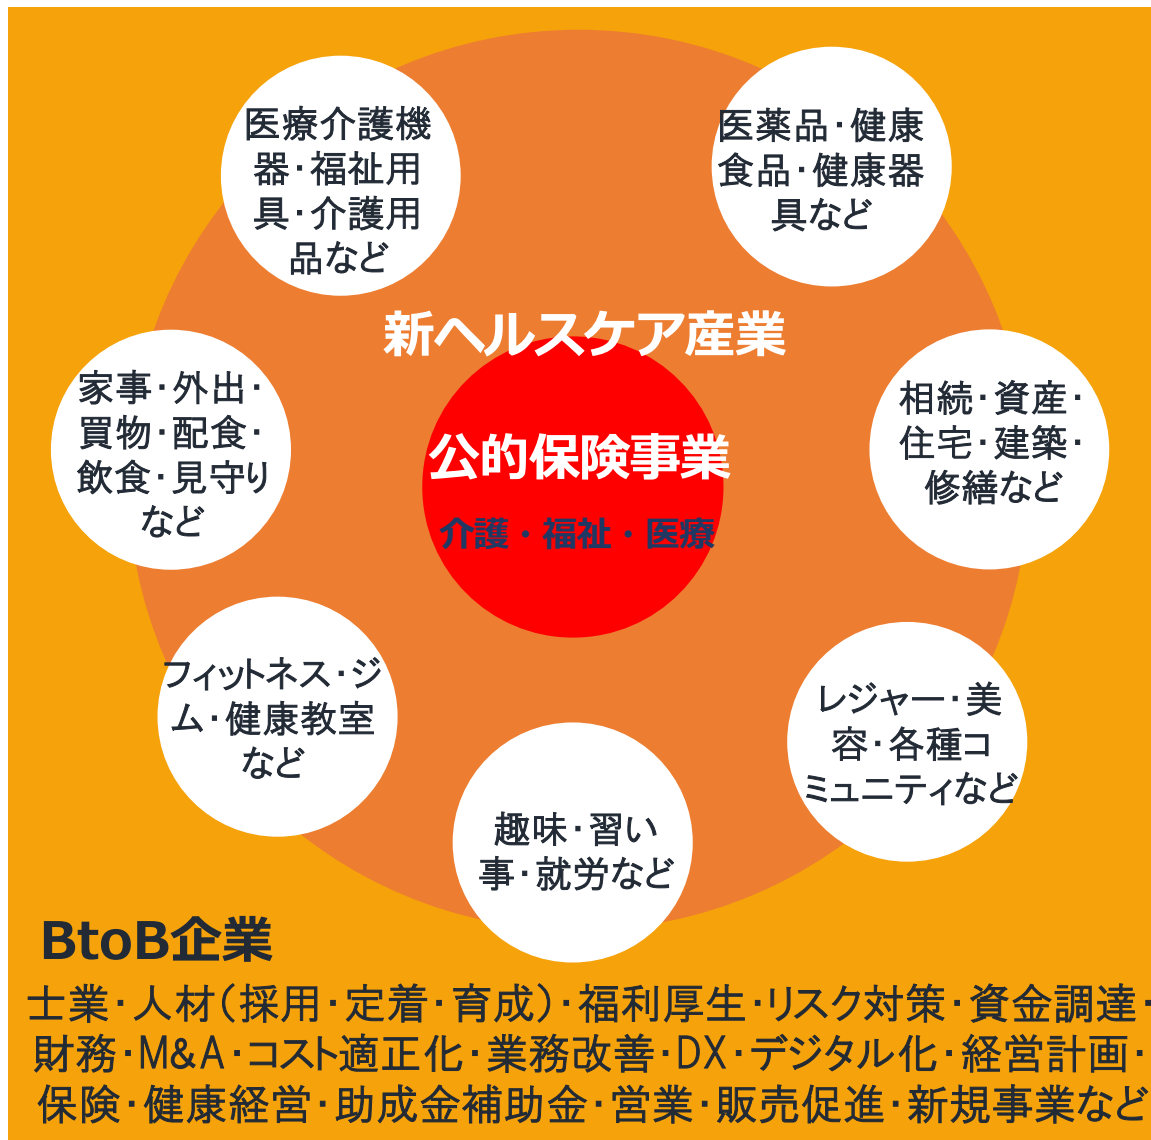 医療介護機
器・福祉用
具・介護用
品など
医薬品・健康
食品・健康器
具など
新ヘルスケア産業
家事・外出・
買物・配食・
飲食・見守り
など
公的保険事業
介護・福祉・医療
相続・資産・
住宅・建築・
修繕など
フィットネス・ジ
ム・健康教室
など
レジャー・美
容・各種コ
ミュニティなど
趣味・習い
事・就労など
BtoB企業
士業・人材（採用・定着・育成）・福利厚生・リスク対策・資金調達・
財務・M&A・コスト適正化・業務改善・DX・デジタル化・経営計画・
保険・健康経営・助成金補助金・営業・販売促進・新規事業など